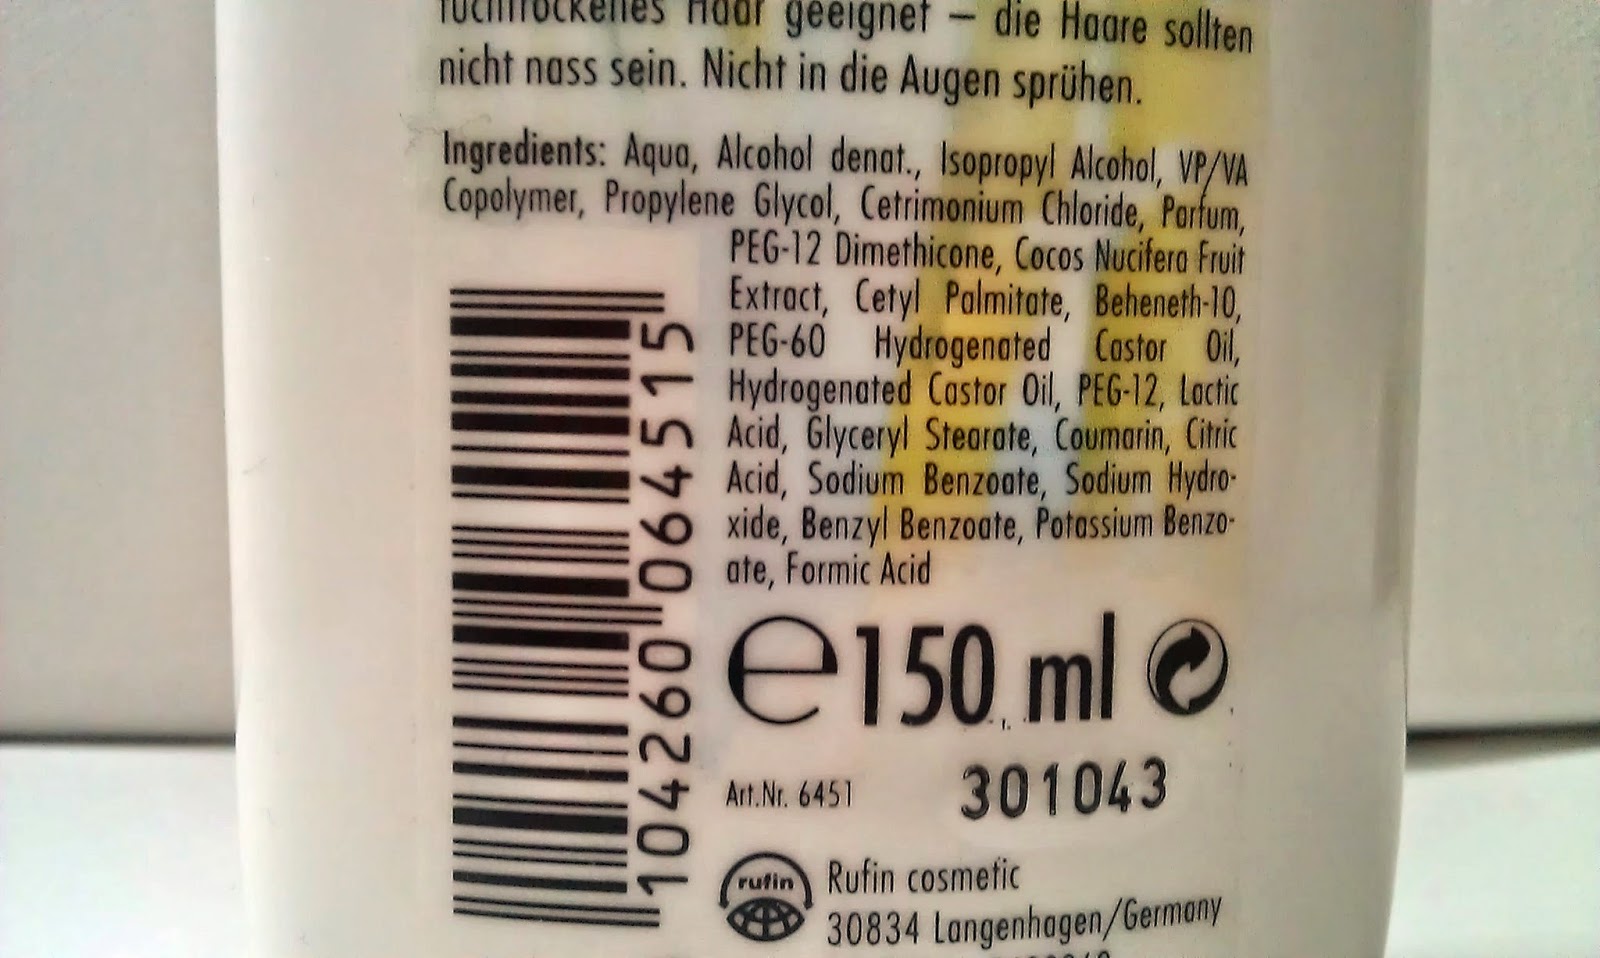 Haar geeignet – die Haare sollten
nicht nass sein. Nicht in die Augen sprühen.
Ingredients: Aqua, Alcohol denat., Isopropyl Alcohol, VP/VA
Copolymer, Propylene Glycol, Cetrimonium Chloride, Parfum,
PEG-12 Dimethicone, Cocos Nucifera Fruit
Extract, Cetyl Palmitate, Beheneth-10,
PEG-60 Hydrogenated Castor Oil,
Hydrogenated Castor Oil, PEG-12, Lactic
Acid, Glyceryl Stearate, Coumarin, Citric
Acid, Sodium Benzoate, Sodium Hydro-
xide, Benzyl Benzoate, Potassium Benzo-
ate, Formic Acid
104260 064515
℮150 ml
Art.Nr. 6451 301043
rufin
Rufin cosmetic
30834 Langenhagen/Germany